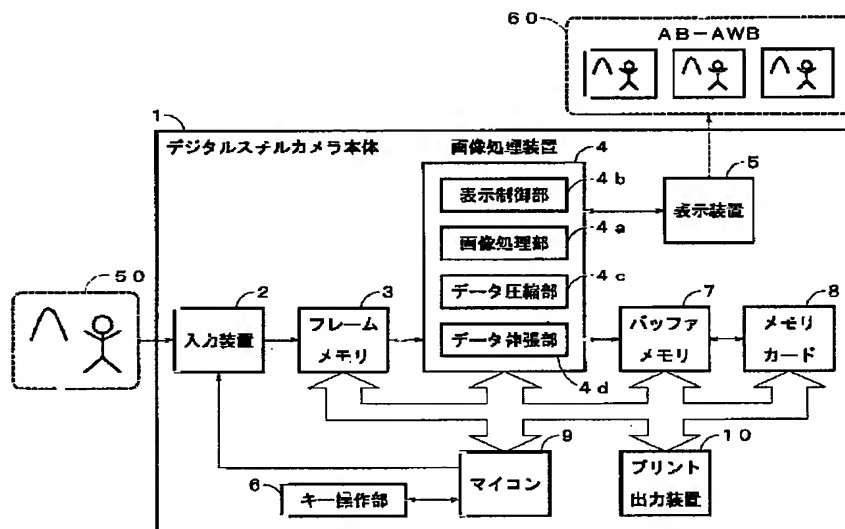 60
AB-AWB
1
デジタルスチルカメラ本体
画像処理装置
4
表示制御部
4b
5
表示装置
画像処理部
4a
50
2
3
データ圧縮部
4c
7
8
入力装置
フレーム
メモリ
データ伸張部
4d
バッファ
メモリ
メモリ
カード
9
10
マイコン
プリント
出力装置
6
キー操作部